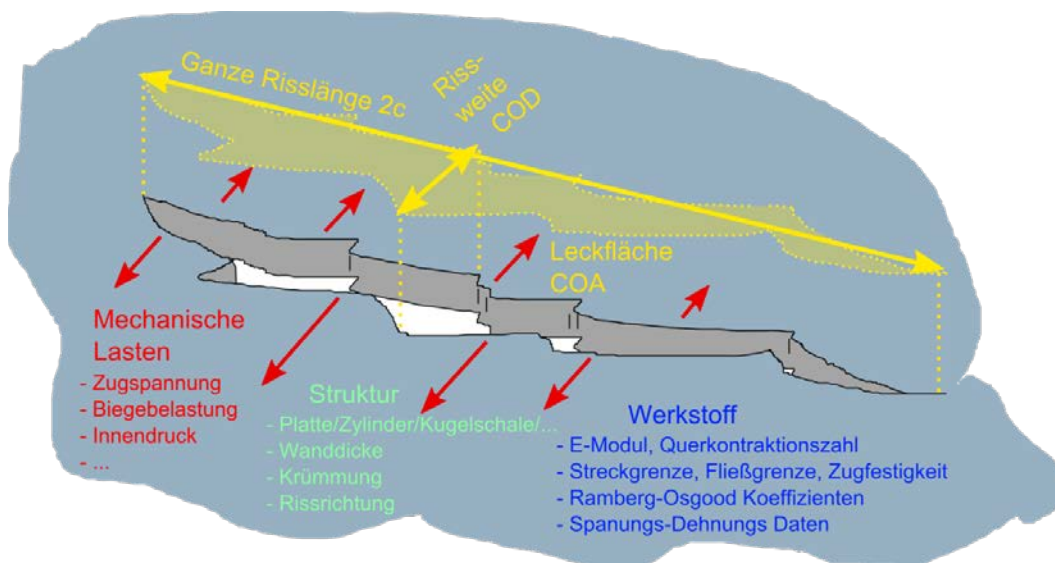 Ganze Risslänge 2c
Riss-
weite
COD
Leckfläche
COA
Mechanische
Lasten
- Zugspannung
- Biegebelastung
- Innendruck
- ...
Struktur
- Platte/Zylinder/Kugelschale/...
- Wanddicke
- Krümmung
- Rissrichtung
Werkstoff
- E-Modul, Querkontraktionszahl
- Streckgrenze, Fließgrenze, Zugfestigkeit
- Ramberg-Osgood Koeffizienten
- Spanungs-Dehnungs Daten